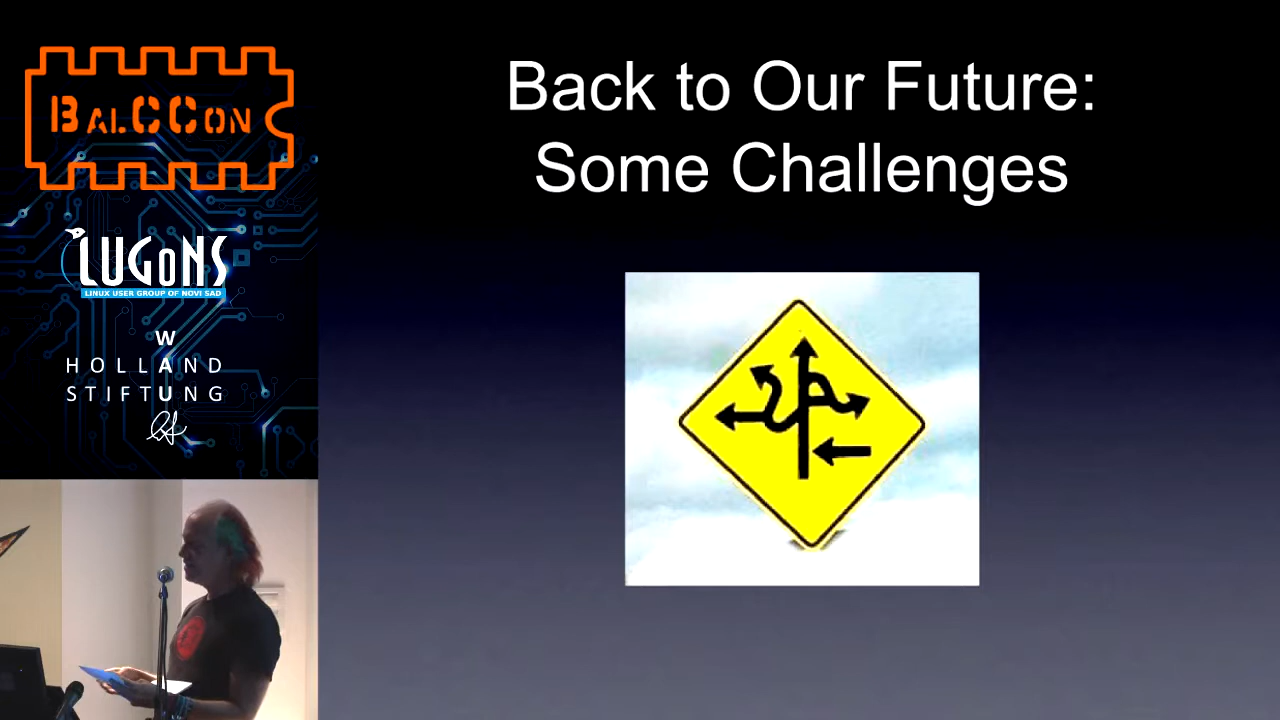 BALCCON
LUGONS
LINUX USER GROUP OF NOVI SAD
W
HOLLAND
STIFTUNG
Back to Our Future:
Some Challenges